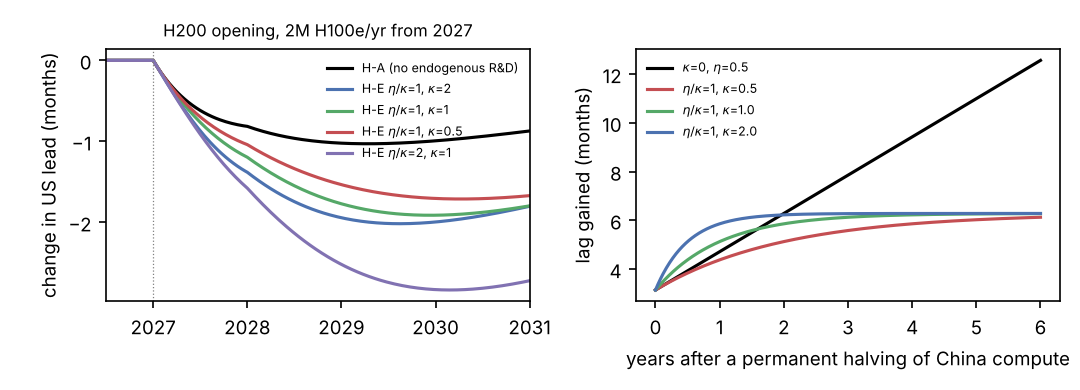 H200 opening, 2M H100e/yr from 2027
change in US lead (months)
0
−1
−2
H-A (no endogenous R&D)
H-E η/κ=1, κ=2
H-E η/κ=1, κ=1
H-E η/κ=1, κ=0.5
H-E η/κ=2, κ=1
2027
2028
2029
2030
2031
lag gained (months)
12
10
8
6
4
κ=0, η=0.5
η/κ=1, κ=0.5
η/κ=1, κ=1.0
η/κ=1, κ=2.0
0
1
2
3
4
5
6
years after a permanent halving of China compute